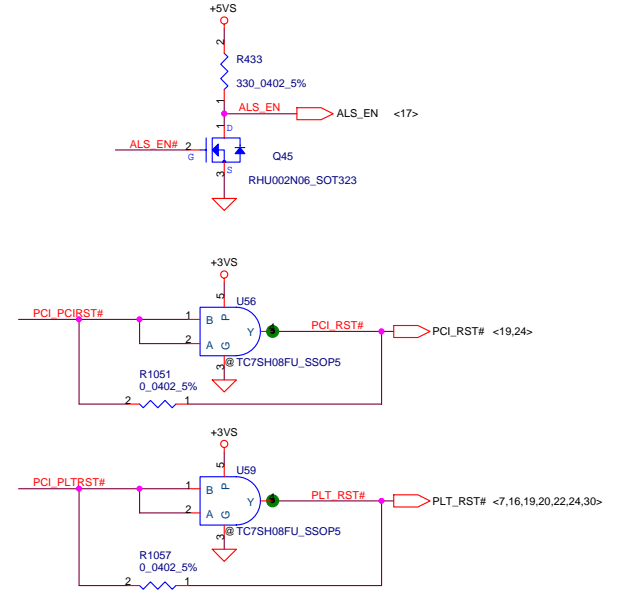 +5VS
2
R433
330_0402_5%
1
ALS_EN
ALS_EN <17>
1
D
ALS_EN# 2
G
Q45
S
3
RHU002N06_SOT323
+3VS
5
U56
PCI_PCIRST#
1
B
P
Y
PCI_RST#
PCI_RST# <19,24>
2
A
G
3
@TC7SH08FU_SSOP5
R1051
0_0402_5%
2
1
+3VS
5
U59
PCI_PLTRST#
1
B
P
Y
PLT_RST#
PLT_RST# <7,16,19,20,22,24,30>
2
A
G
3
@TC7SH08FU_SSOP5
R1057
0_0402_5%
2
1